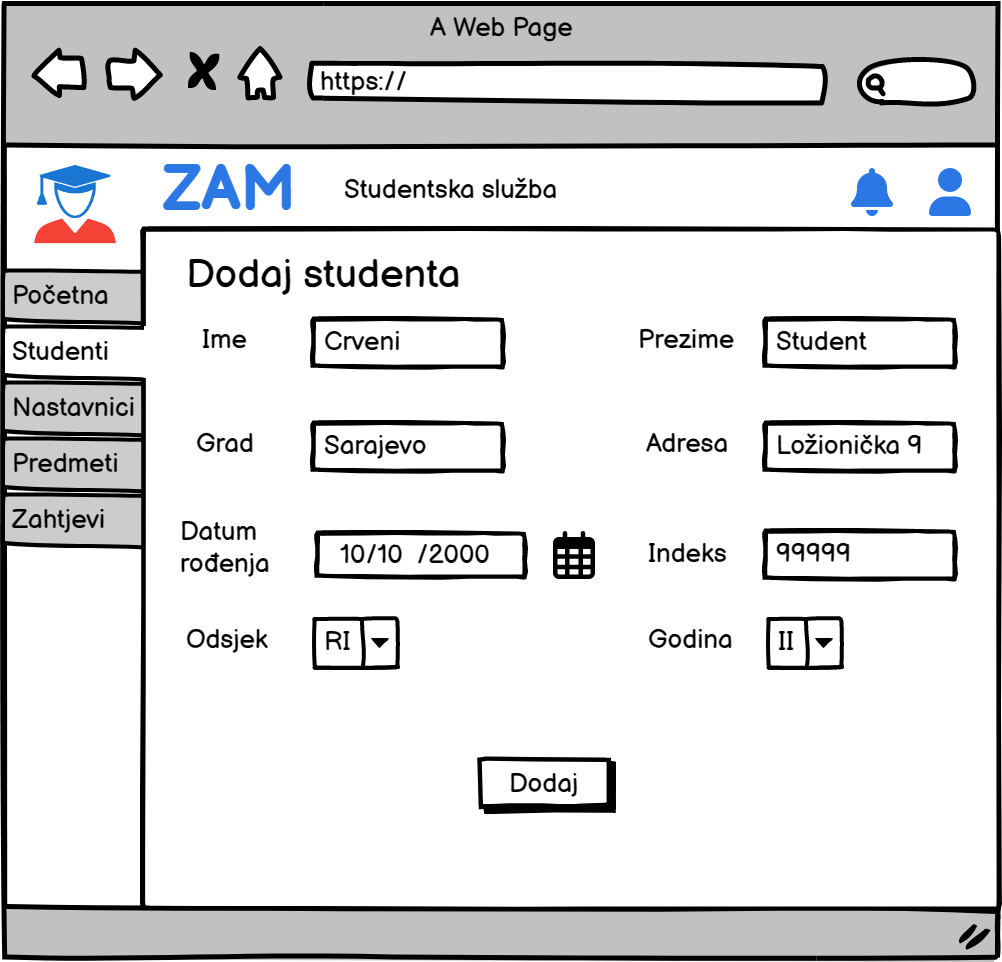 A Web Page
https://
ZAM
Studentska služba
Dodaj studenta
Početna
Studenti
Nastavnici
Predmeti
Zahtjevi
Ime
Crveni
Prezime
Student
Grad
Sarajevo
Adresa
Ložionička 9
Datum
rođenja
10/10 /2000
Indeks
99999
Odsjek
RI
Godina
II
Dodaj